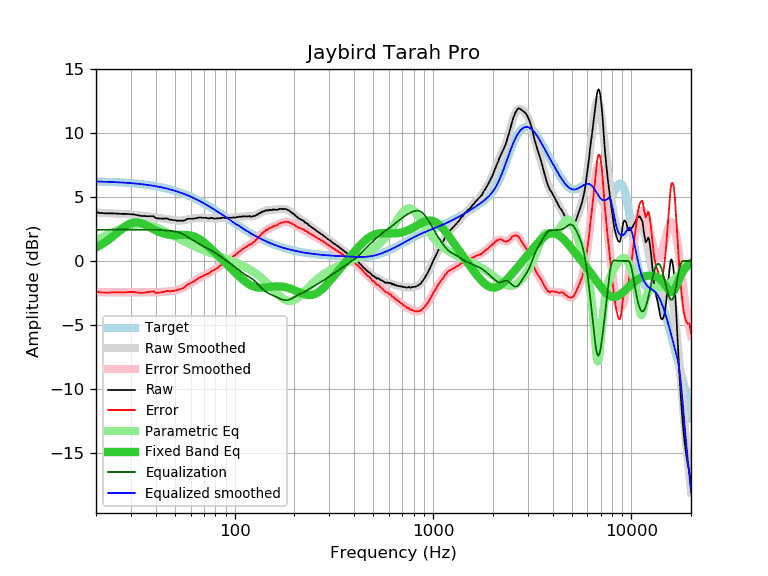 Jaybird Tarah Pro
15
10
5
0
−5
−10
−15
Amplitude (dBr)
Target
Raw Smoothed
Error Smoothed
Raw
Error
Parametric Eq
Fixed Band Eq
Equalization
Equalized smoothed
100
1000
10000
Frequency (Hz)